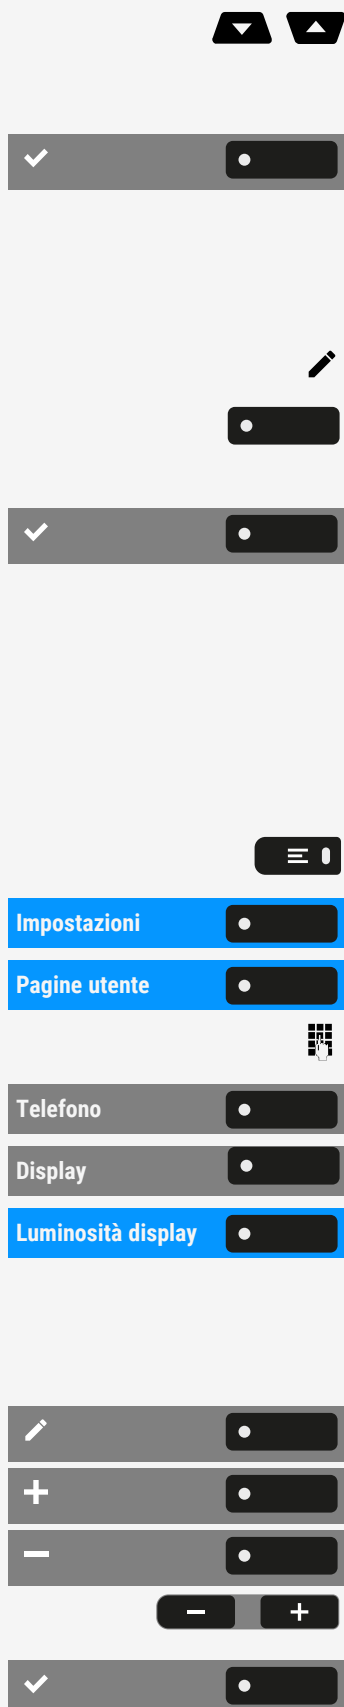 Impostazioni
Pagine utente
Telefono
Display
Luminosità display